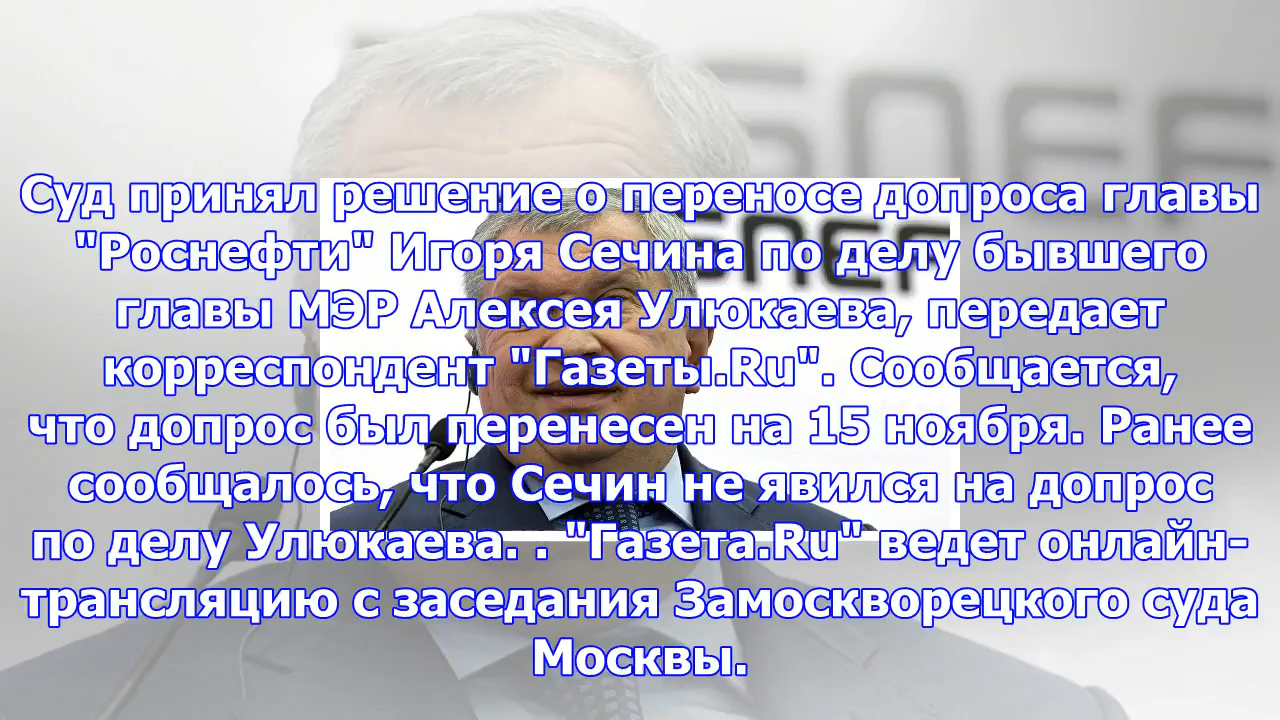 Суд принял решение о переносе допроса главы
"Роснефти" Игоря Сечина по делу бывшего
главы МЭР Алексея Улюкаева, передает
корреспондент "Газеты.Ru". Сообщается,
что допрос был перенесен на 15 ноября. Ранее
сообщалось, что Сечин не явился на допрос
по делу Улюкаева. . "Газета.Ru" ведет онлайн-
трансляцию с заседания Замоскворецкого суда
Москвы.